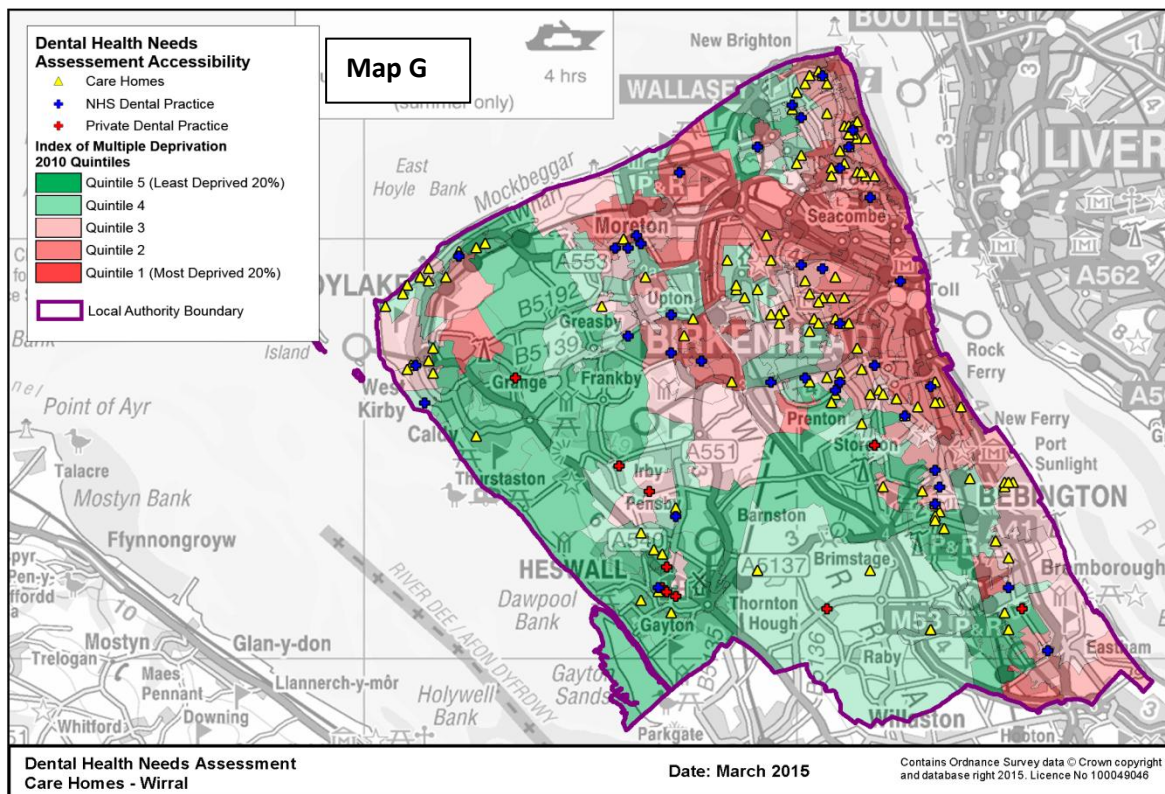 Map G
Dental Health Needs
Assessement Accessibility
Care Homes
NHS Dental Practice
Private Dental Practice
Index of Multiple Deprivation
2010 Quintiles
Quintile 5 (Least Deprived 20%)
Quintile 4
Quintile 3
Quintile 2
Quintile 1 (Most Deprived 20%)
Local Authority Boundary
4 hrs
(summer only)
BOOTLE
New Brighton
WALLASEY
LIVER
East
Hoyle Bank
Mockbeggar
Wharf
P&R
Seacombe
Moreton
A553
A562
OYLAKE
B5192
Upton
Greasby
B5139
BIRKENHEAD
Toll
Rock
Ferry
Island
Grange
Frankby
West
Kirby
Caldy
Prenton
Storeton
New Ferry
Port
Sunlight
Point of Ayr
Talacre
Mostyn Bank
Thurstaston
Irby
A551
Pensby
BEBINGTON
Ffynnongroyw
Barnston
A41
A540
P&R
Brimstage
HESWALL
A5137
Bromborough
Dawpool
Bank
RIVER DEE / AFON DYFRDWY
Thornton
Hough
Gayton
M53
P&R
Mostyn
Glan-y-don
Trelogan
Raby
Eastham
Maes
Pennant
Llannerch-y-môr
Holywell
Bank
Gayton
Sands
B5136
Downing
Whitford
Parkgate
Willaston
Hooton
Dental Health Needs Assessment
Care Homes - Wirral
Date: March 2015
Contains Ordnance Survey data © Crown copyright
and database right 2015. Licence No 100049046